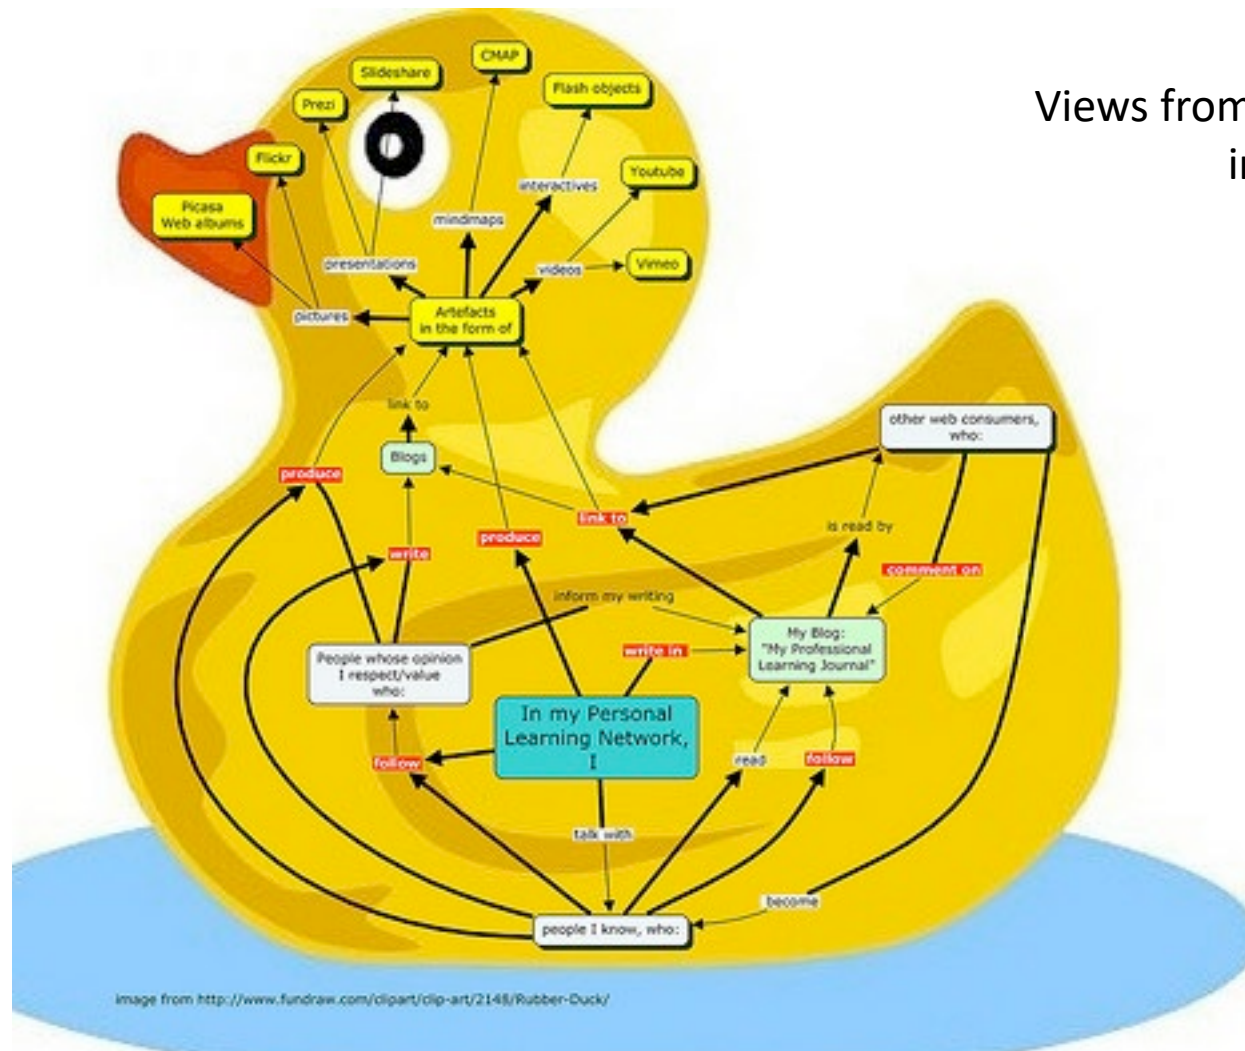 Views from
in
CMAP
Slideshare
Flash objects
Prezi
Flickr
Youtube
interactives
Picasa
Web albums
mindmaps
presentations
videos
Vimeo
pictures
Artefacts
in the form of
link to
other web consumers,
who:
Blogs
produce
link to
is read by
produce
write
comment on
inform my writing
My Blog:
"My Professional
Learning Journal"
write in
People whose opinion
I respect/value
who:
In my Personal
Learning Network,
I
follow
read
follow
talk with
become
people I know, who:
image from http://www.fundraw.com/clipart/clip-art/2148/Rubber-Duck/